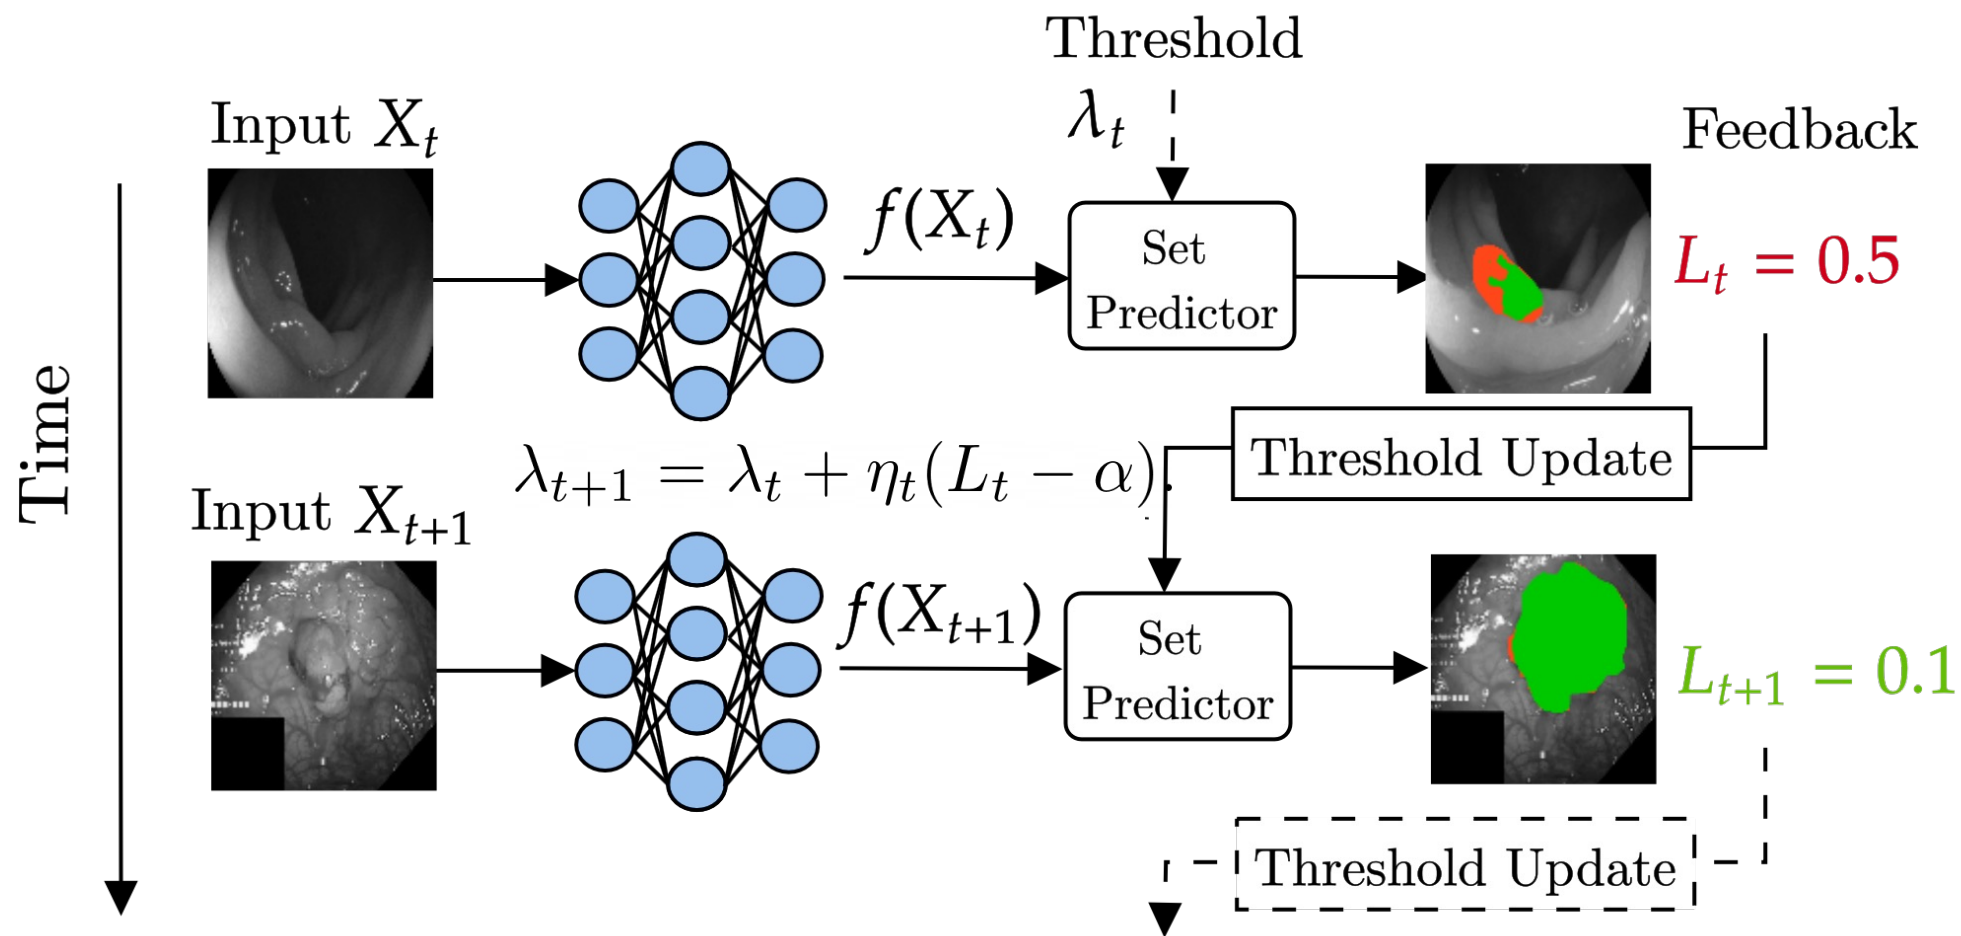 Threshold
λ_t
Input X_t
Feedback
f(X_t)
Set
Predictor
L_t = 0.5
Time
λ_{t+1} = λ_t + η_t(L_t − α).
Threshold Update
Input X_{t+1}
f(X_{t+1})
Set
Predictor
L_{t+1} = 0.1
Threshold Update